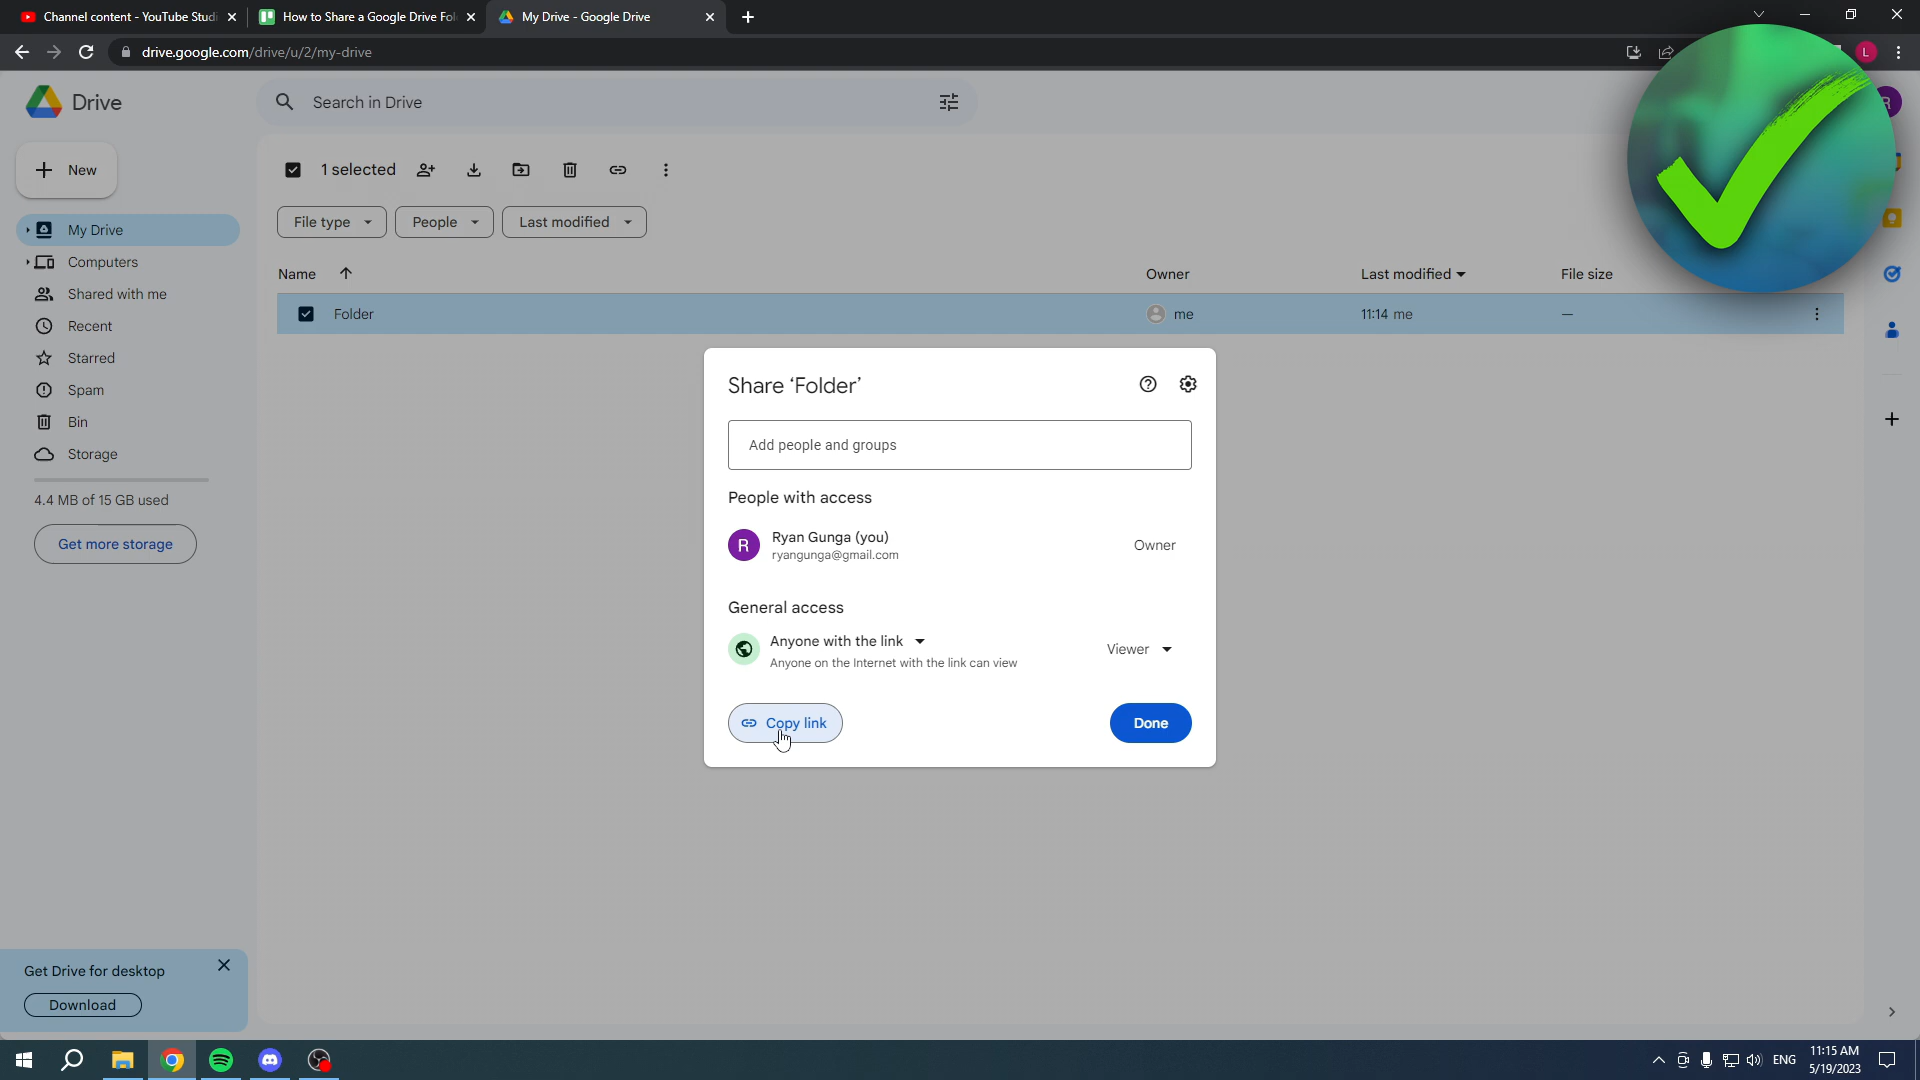 Channel content - YouTube Studi
How to Share a Google Drive Fol
My Drive - Google Drive
drive.google.com/drive/u/2/my-drive
L
Drive
Search in Drive
R
New
1 selected
File type
People
Last modified
My Drive
Computers
Shared with me
Recent
Starred
Spam
Bin
Storage
4.4 MB of 15 GB used
Get more storage
Name
Owner
Last modified
File size
Folder
me
11:14 me
—
Share ‘Folder’
Add people and groups
People with access
R
Ryan Gunga (you)
ryangunga@gmail.com
Owner
General access
Anyone with the link
Anyone on the Internet with the link can view
Viewer
Copy link
Done
Get Drive for desktop
Download
ENG
11:15 AM
5/19/2023